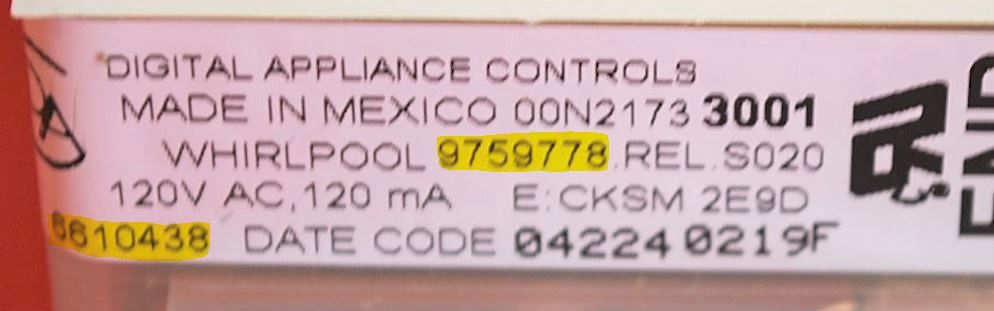 DIGITAL APPLIANCE CONTROLS
MADE IN MEXICO 00N2173 3001
WHIRLPOOL 9759778.REL.S020
120V AC,120 mA E:CKSM 2E9D
6610438 DATE CODE 04224 0219F